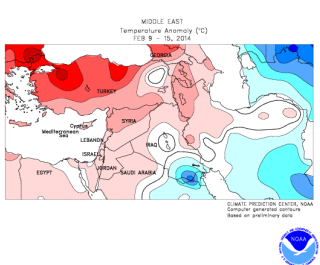 MIDDLE EAST
Temperature Anomaly (°C)
FEB 9 - 15, 2014
GEORGIA
TURKEY
Cyprus
Mediterranean
Sea
SYRIA
LEBANON
IRAQ
ISRAEL
JORDAN
EGYPT
SAUDI ARABIA
CLIMATE PREDICTION CENTER, NOAA
Computer generated contours
Based on preliminary data
NOAA